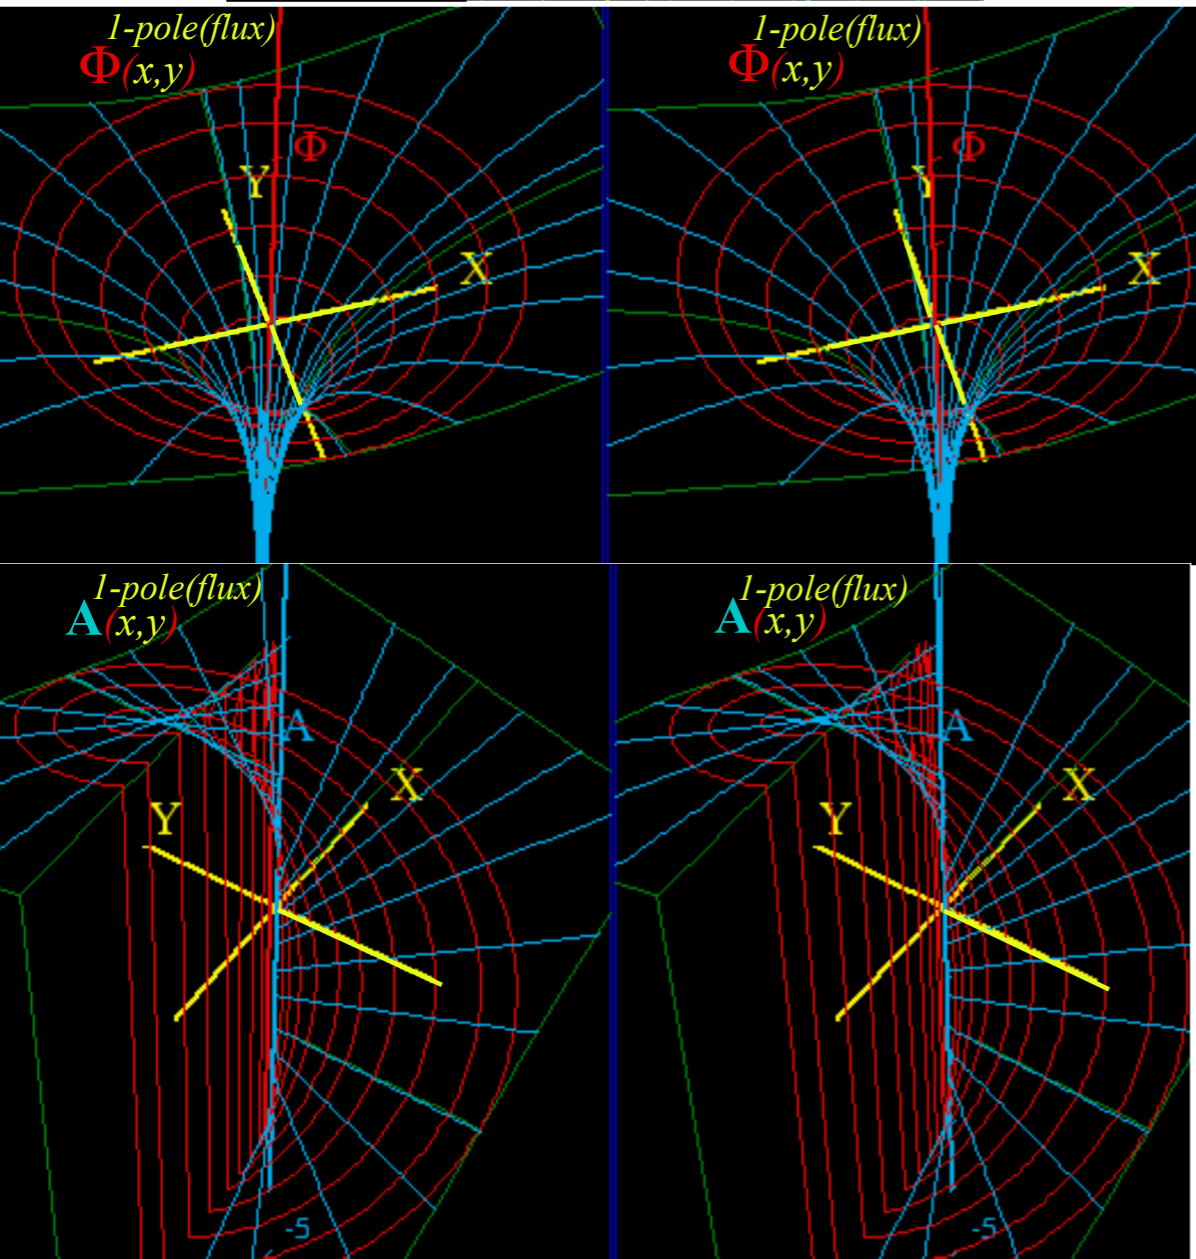 1-pole(flux)
Φ(x,y)
Φ
Y
X
1-pole(flux)
Φ(x,y)
Φ
Y
X
1-pole(flux)
A(x,y)
A
X
Y
-5
1-pole(flux)
A(x,y)
A
X
Y
-5